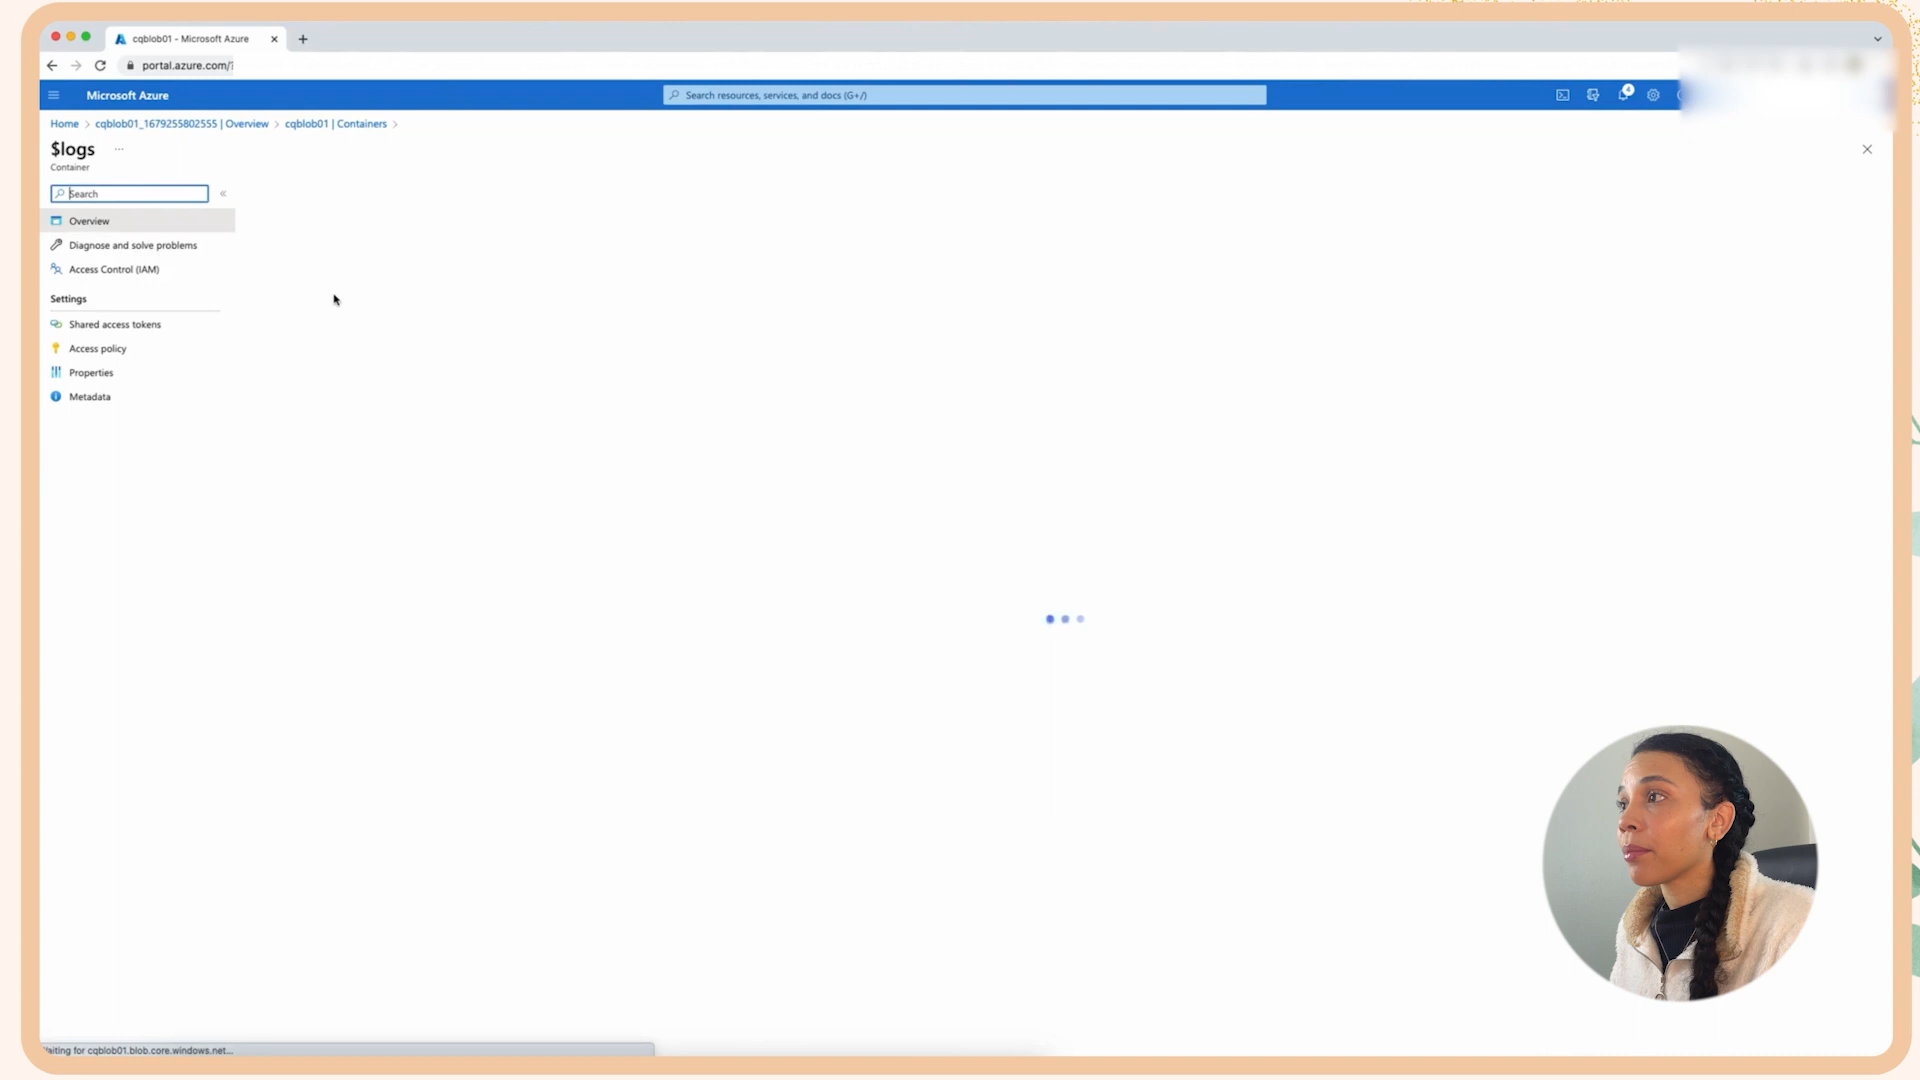 cqblob01 - Microsoft Azure
portal.azure.com/?
Microsoft Azure
Search resources, services, and docs (G+/)
4
Home > cqblob01_1679255802555 | Overview > cqblob01 | Containers >
$logs ...
Container
Search
«
Overview
Diagnose and solve problems
Access Control (IAM)
Settings
Shared access tokens
Access policy
Properties
Metadata
aiting for cqblob01.blob.core.windows.net...